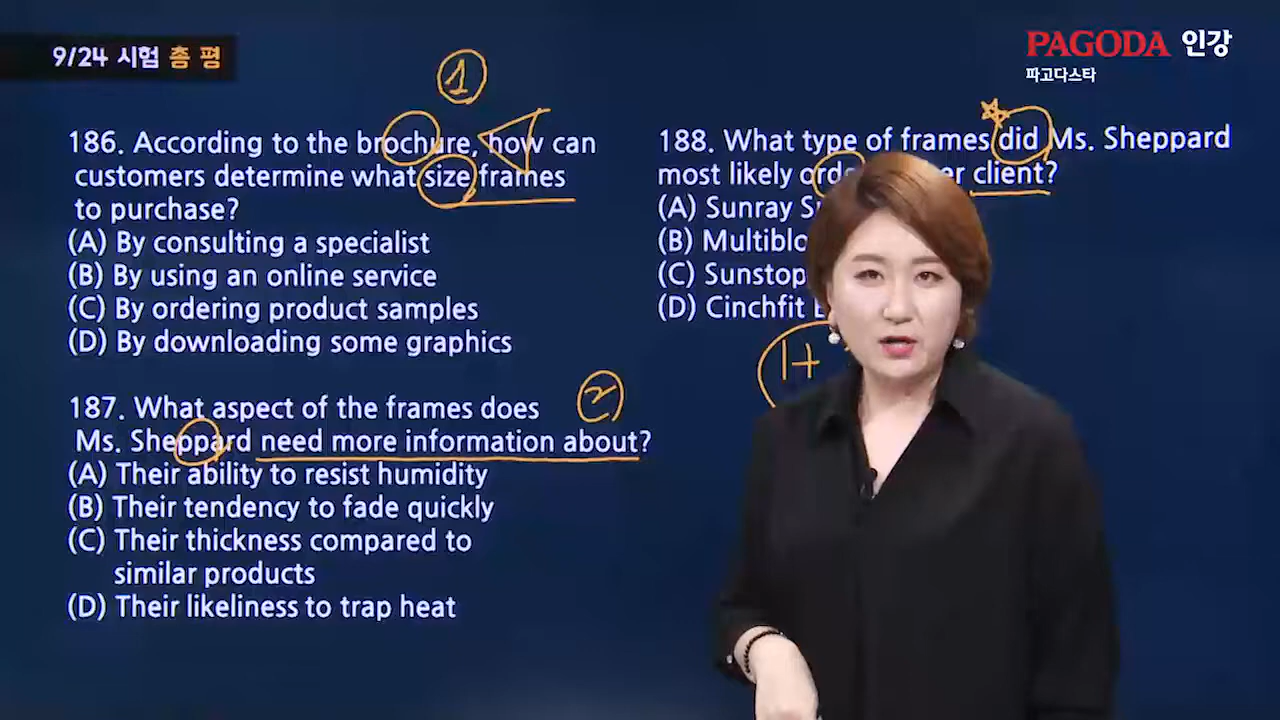 9/24 시험 총평
PAGODA 인강
파고다스타
1
186. According to the brochure, how can
customers determine what size frames
to purchase?
(A) By consulting a specialist
(B) By using an online service
(C) By ordering product samples
(D) By downloading some graphics
2
187. What aspect of the frames does
Ms. Sheppard need more information about?
(A) Their ability to resist humidity
(B) Their tendency to fade quickly
(C) Their thickness compared to
similar products
(D) Their likeliness to trap heat
188. What type of frames did Ms. Sheppard
most likely client?
(A) Sunray
(B)
(C) Sunstop
(D) Cinchfit
1+